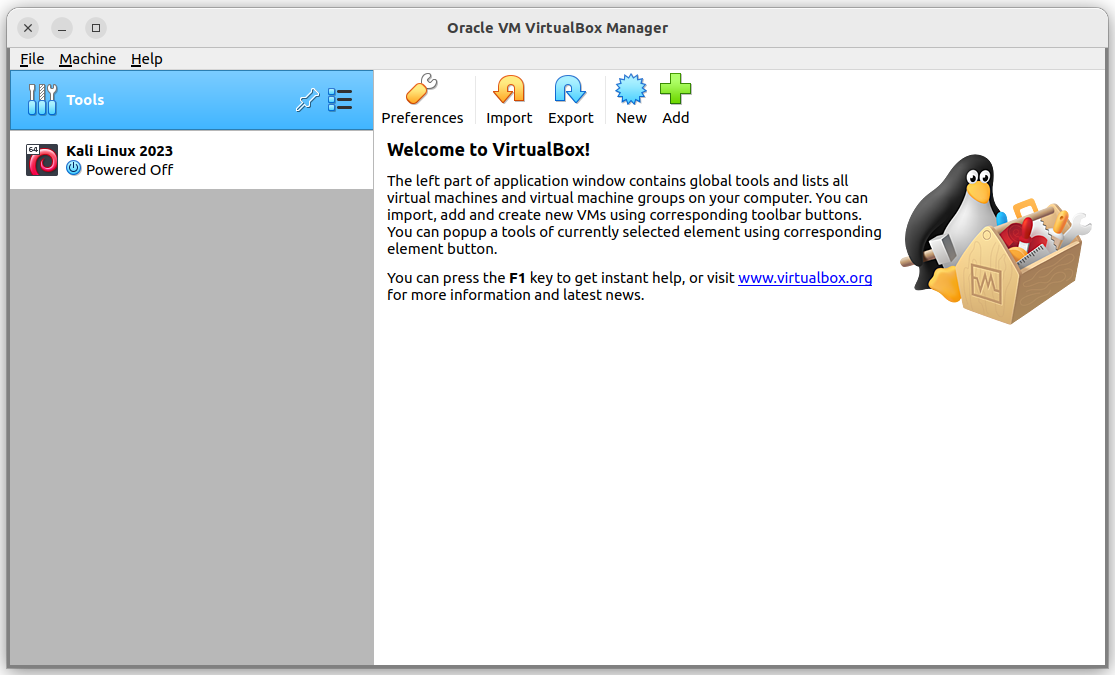 Oracle VM VirtualBox Manager
File Machine Help
Tools
Preferences Import Export New Add
64
Kali Linux 2023
Powered Off
Welcome to VirtualBox!
The left part of application window contains global tools and lists all
virtual machines and virtual machine groups on your computer. You can
import, add and create new VMs using corresponding toolbar buttons.
You can popup a tools of currently selected element using corresponding
element button.
You can press the F1 key to get instant help, or visit www.virtualbox.org
for more information and latest news.